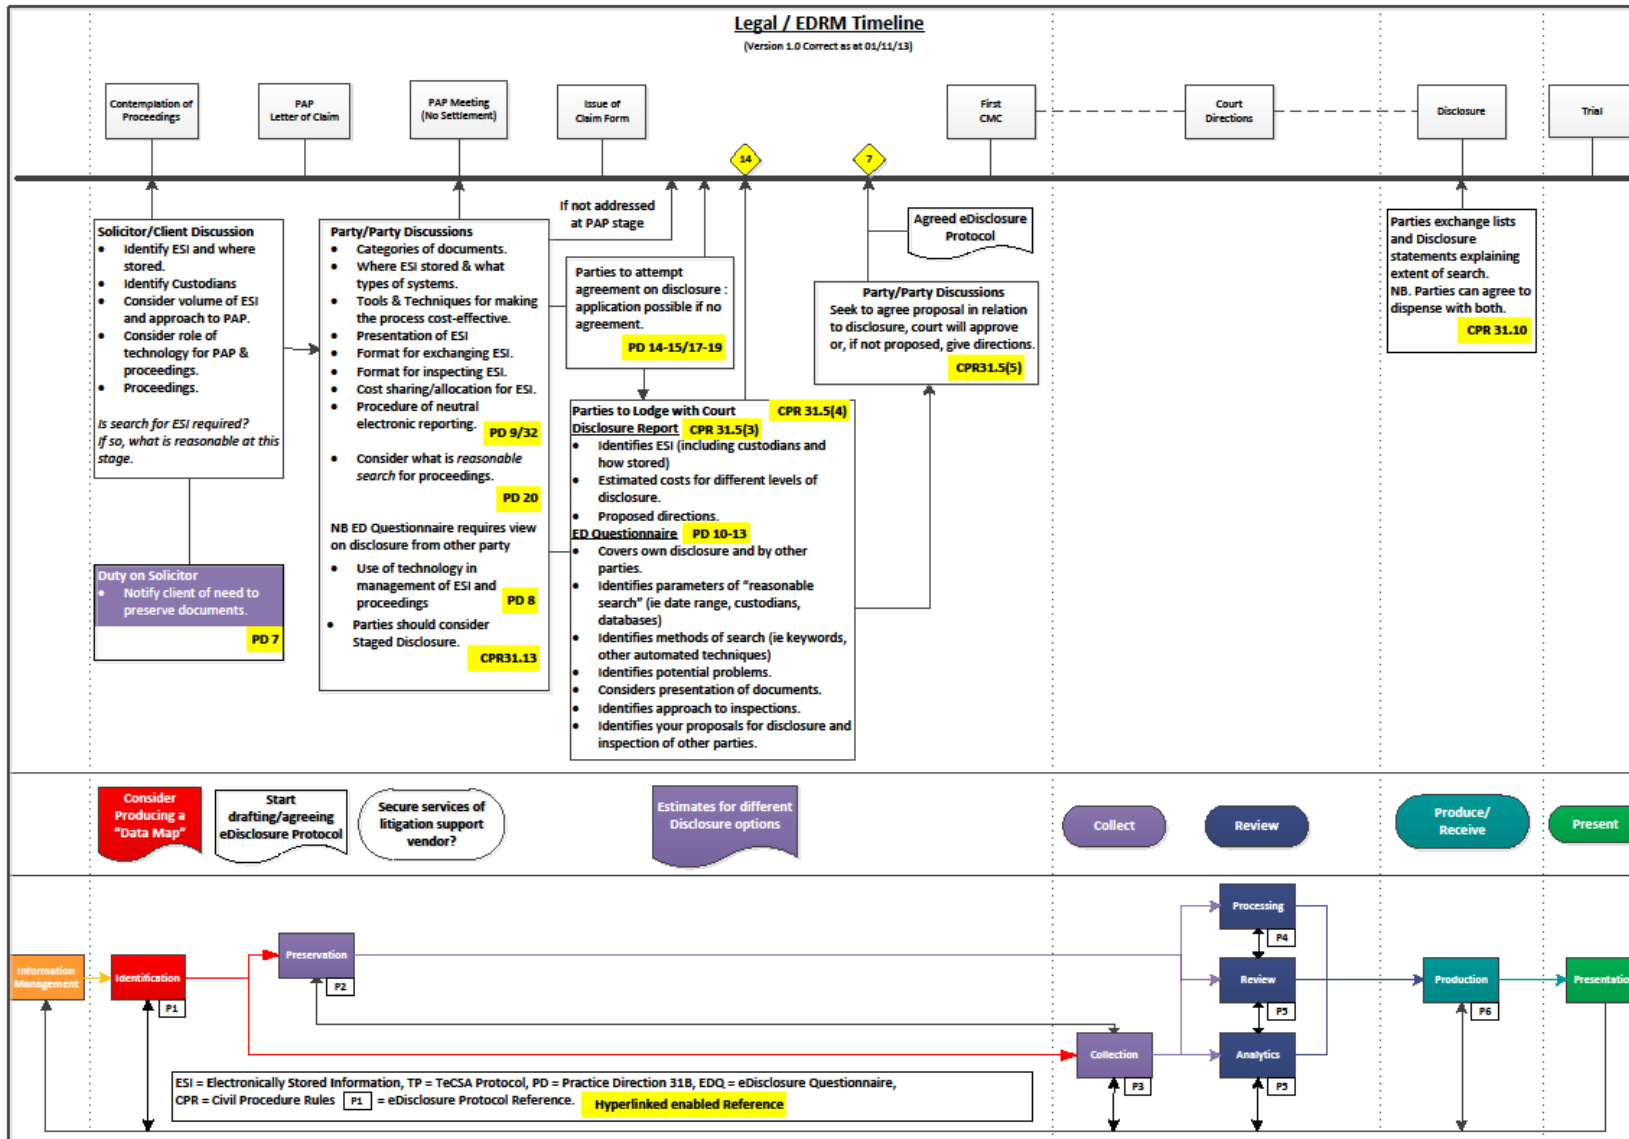 Legal / EDRM Timeline
(Version 1.0 Correct as at 01/11/13)
Contemplation of
Proceedings
PAP
Letter of Claim
PAP Meeting
(No Settlement)
Issue of
Claim Form
First
CMC
Court
Directions
Disclosure
Trial
14
7
Solicitor/Client Discussion
• Identify ESI and where
stored.
• Identify Custodians
• Consider volume of ESI
and approach to PAP.
• Consider role of
technology for PAP &
proceedings.
• Proceedings.
Is search for ESI required?
If so, what is reasonable at this
stage.
Duty on Solicitor
• Notify client of need to
preserve documents.
PD 7
Party/Party Discussions
• Categories of documents.
• Where ESI stored & what
types of systems.
• Tools & Techniques for making
the process cost-effective.
• Presentation of ESI
• Format for exchanging ESI.
• Format for inspecting ESI.
• Cost sharing/allocation for ESI.
• Procedure of neutral
electronic reporting.
PD 9/32
• Consider what is reasonable
search for proceedings.
PD 20
NB ED Questionnaire requires view
on disclosure from other party
• Use of technology in
management of ESI and
proceedings
PD 8
• Parties should consider
Staged Disclosure.
CPR31.13
If not addressed
at PAP stage
Parties to attempt
agreement on disclosure :
application possible if no
agreement.
PD 14-15/17-19
Parties to Lodge with Court CPR 31.5(4)
Disclosure Report CPR 31.5(3)
• Identifies ESI (including custodians and
how stored)
• Estimated costs for different levels of
disclosure.
• Proposed directions.
ED Questionnaire PD 10-13
• Covers own disclosure and by other
parties.
• Identifies parameters of “reasonable
search” (ie date range, custodians,
databases)
• Identifies methods of search (ie keywords,
other automated techniques)
• Identifies potential problems.
• Considers presentation of documents.
• Identifies approach to inspections.
• Identifies your proposals for disclosure and
inspection of other parties.
Agreed eDisclosure
Protocol
Party/Party Discussions
Seek to agree proposal in relation
to disclosure, court will approve
or, if not proposed, give directions.
CPR31.5(5)
Parties exchange lists
and Disclosure
statements explaining
extent of search.
NB. Parties can agree to
dispense with both.
CPR 31.10
Consider
Producing a
“Data Map”
Start
drafting/agreeing
eDisclosure Protocol
Secure services of
litigation support
vendor?
Estimates for different
Disclosure options
Collect
Review
Produce/
Receive
Present
Information
Management
Identification
P1
Preservation
P2
Collection
P3
Processing
P4
Review
P5
Analytics
P5
Production
P6
Presentatio
ESI = Electronically Stored Information, TP = TeCSA Protocol, PD = Practice Direction 31B, EDQ = eDisclosure Questionnaire,
CPR = Civil Procedure Rules P1 = eDisclosure Protocol Reference. Hyperlinked enabled Reference